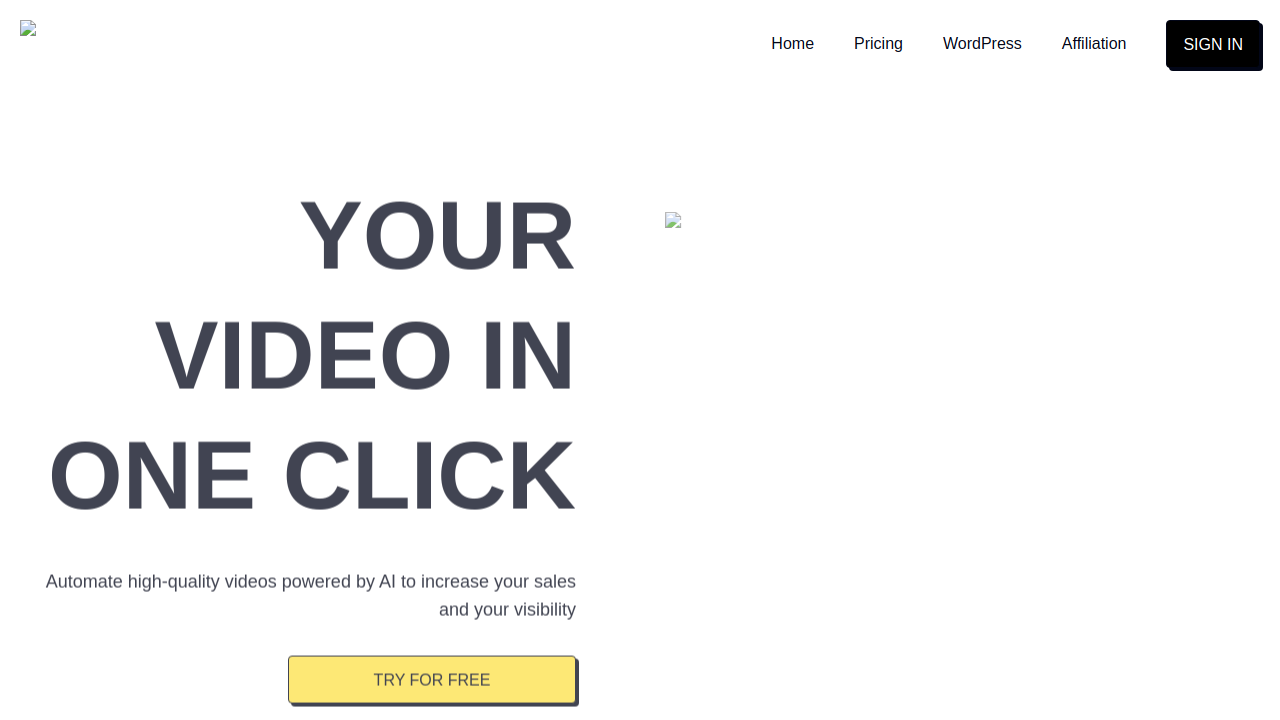 Home
Pricing
WordPress
Affiliation
SIGN IN
YOUR
VIDEO IN
ONE CLICK
Automate high-quality videos powered by AI to increase your sales
and your visibility
TRY FOR FREE